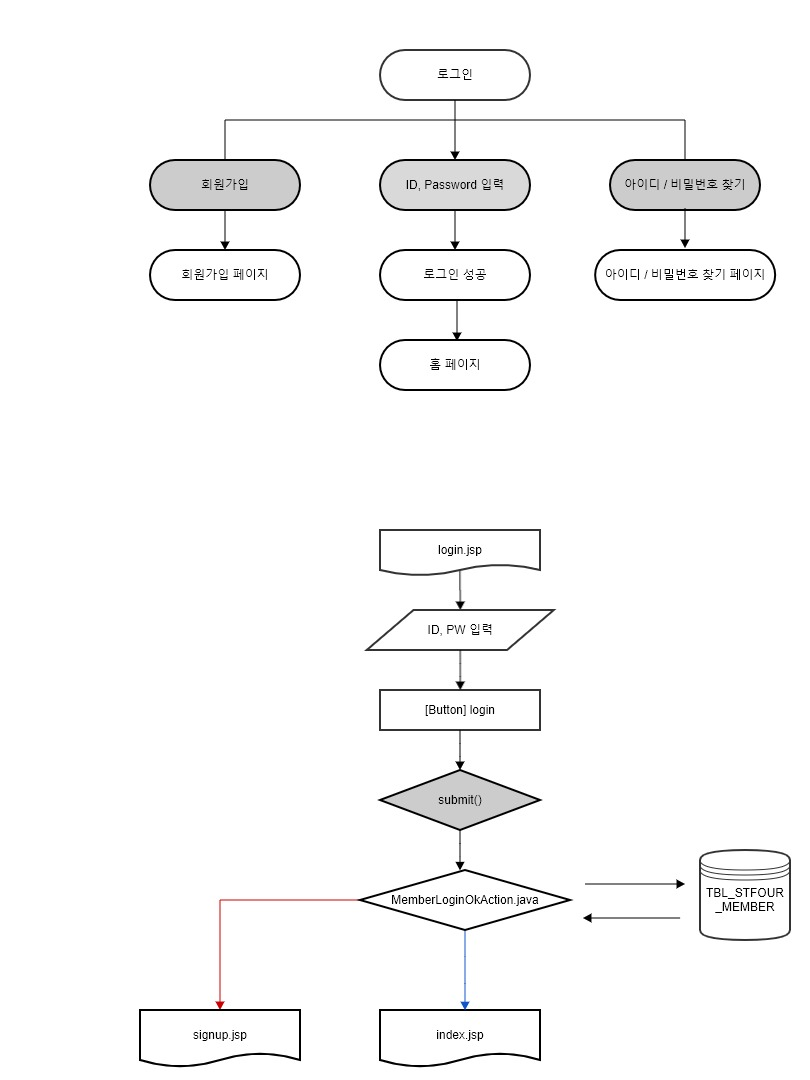 로그인
회원가입
ID, Password 입력
아이디 / 비밀번호 찾기
회원가입 페이지
로그인 성공
아이디 / 비밀번호 찾기 페이지
홈 페이지
login.jsp
ID, PW 입력
[Button] login
submit()
MemberLoginOkAction.java
TBL_STFOUR
_MEMBER
signup.jsp
index.jsp